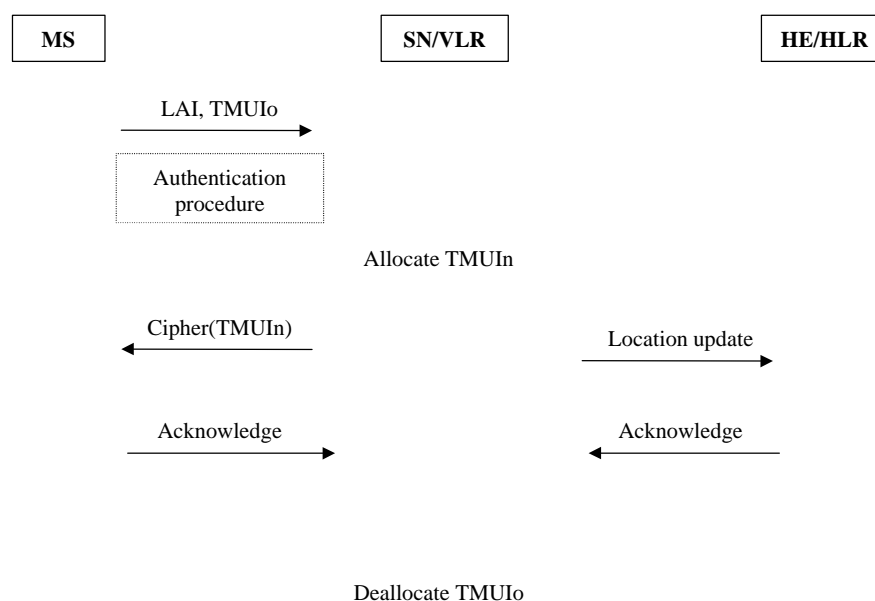 MS
SN/VLR
HE/HLR
LAI, TMUIo
Authentication
procedure
Allocate TMUIn
Cipher(TMUIn)
Location update
Acknowledge
Acknowledge
Deallocate TMUIo